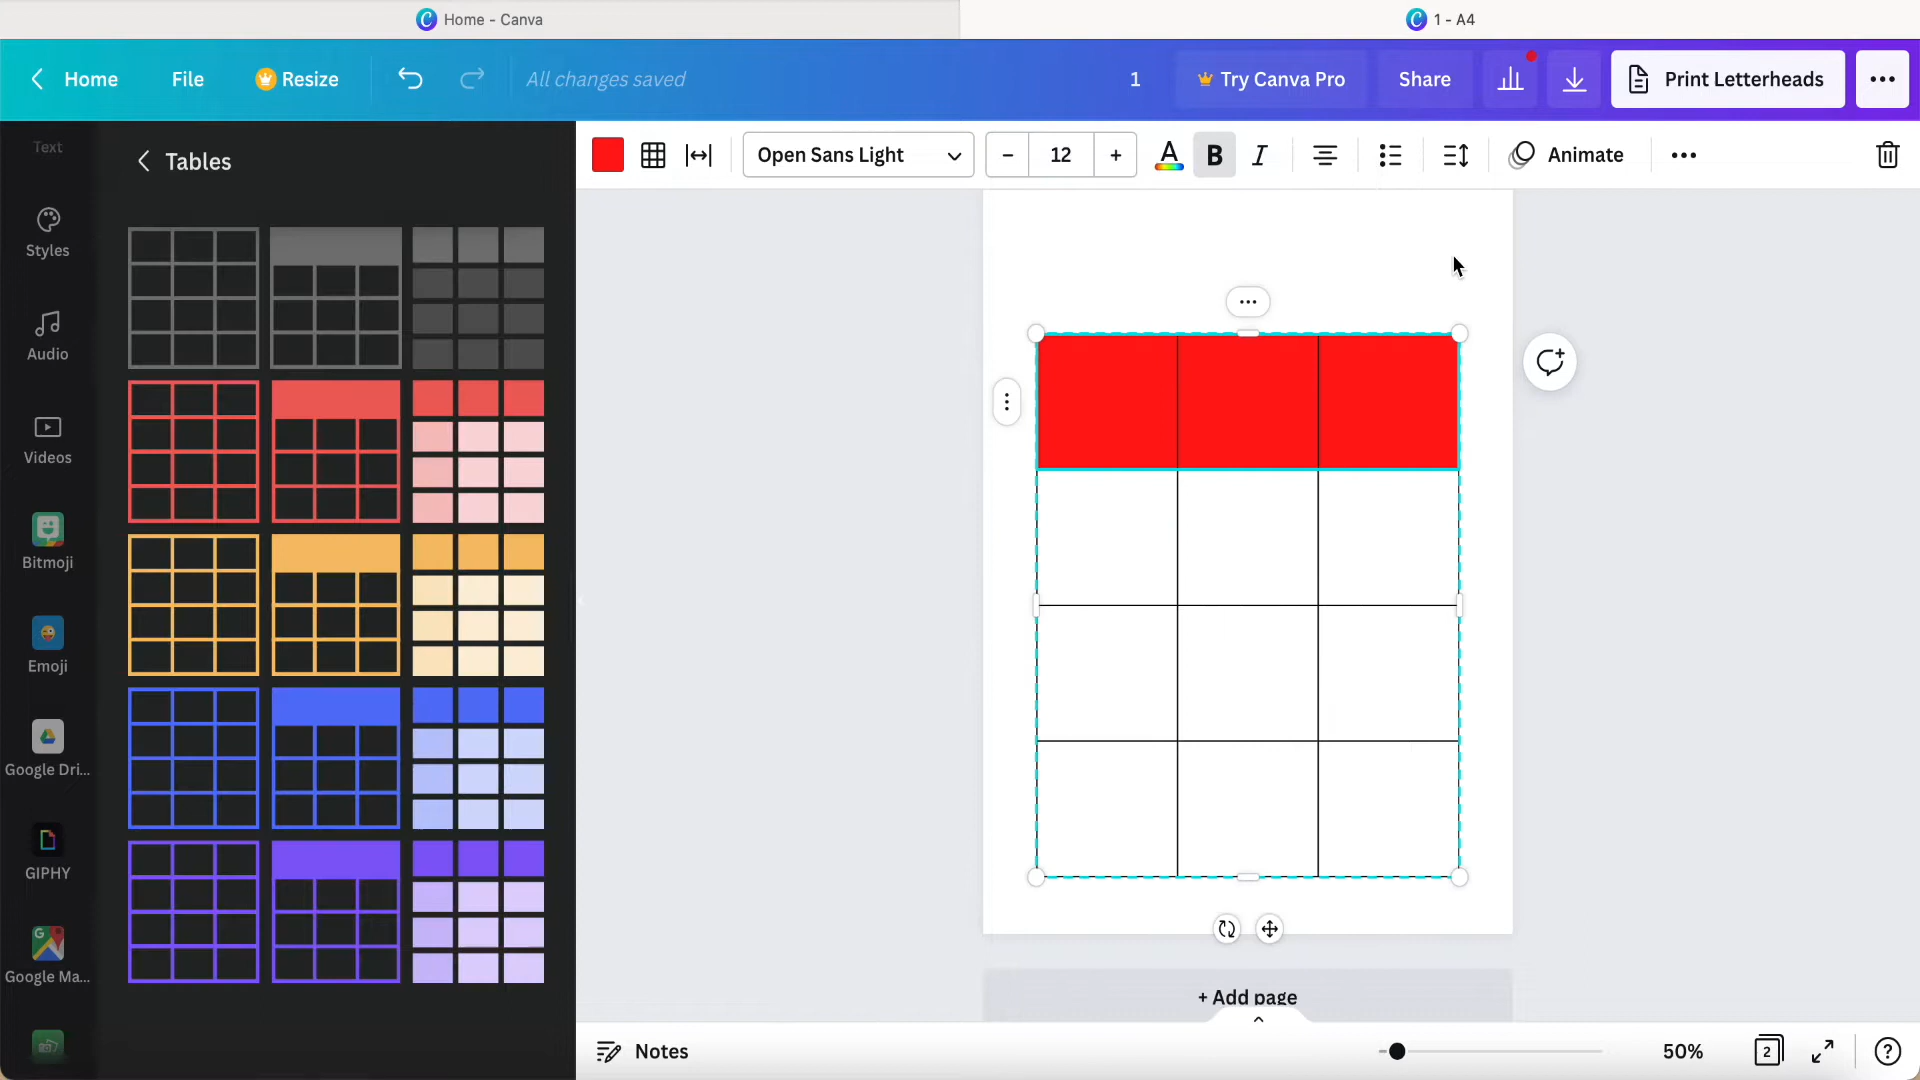 Home - Canva
1 - A4
Home
File
Resize
All changes saved
1
Try Canva Pro
Share
Print Letterheads
Text
Styles
Audio
Videos
Bitmoji
Emoji
Google Dri...
GIPHY
Google Ma...
Tables
Open Sans Light
12
A
B
I
Animate
+ Add page
Notes
50%
2
?